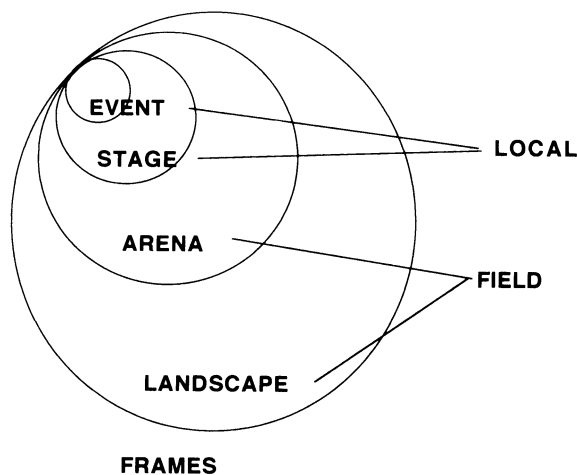 EVENT
STAGE
LOCAL
ARENA
FIELD
LANDSCAPE
FRAMES